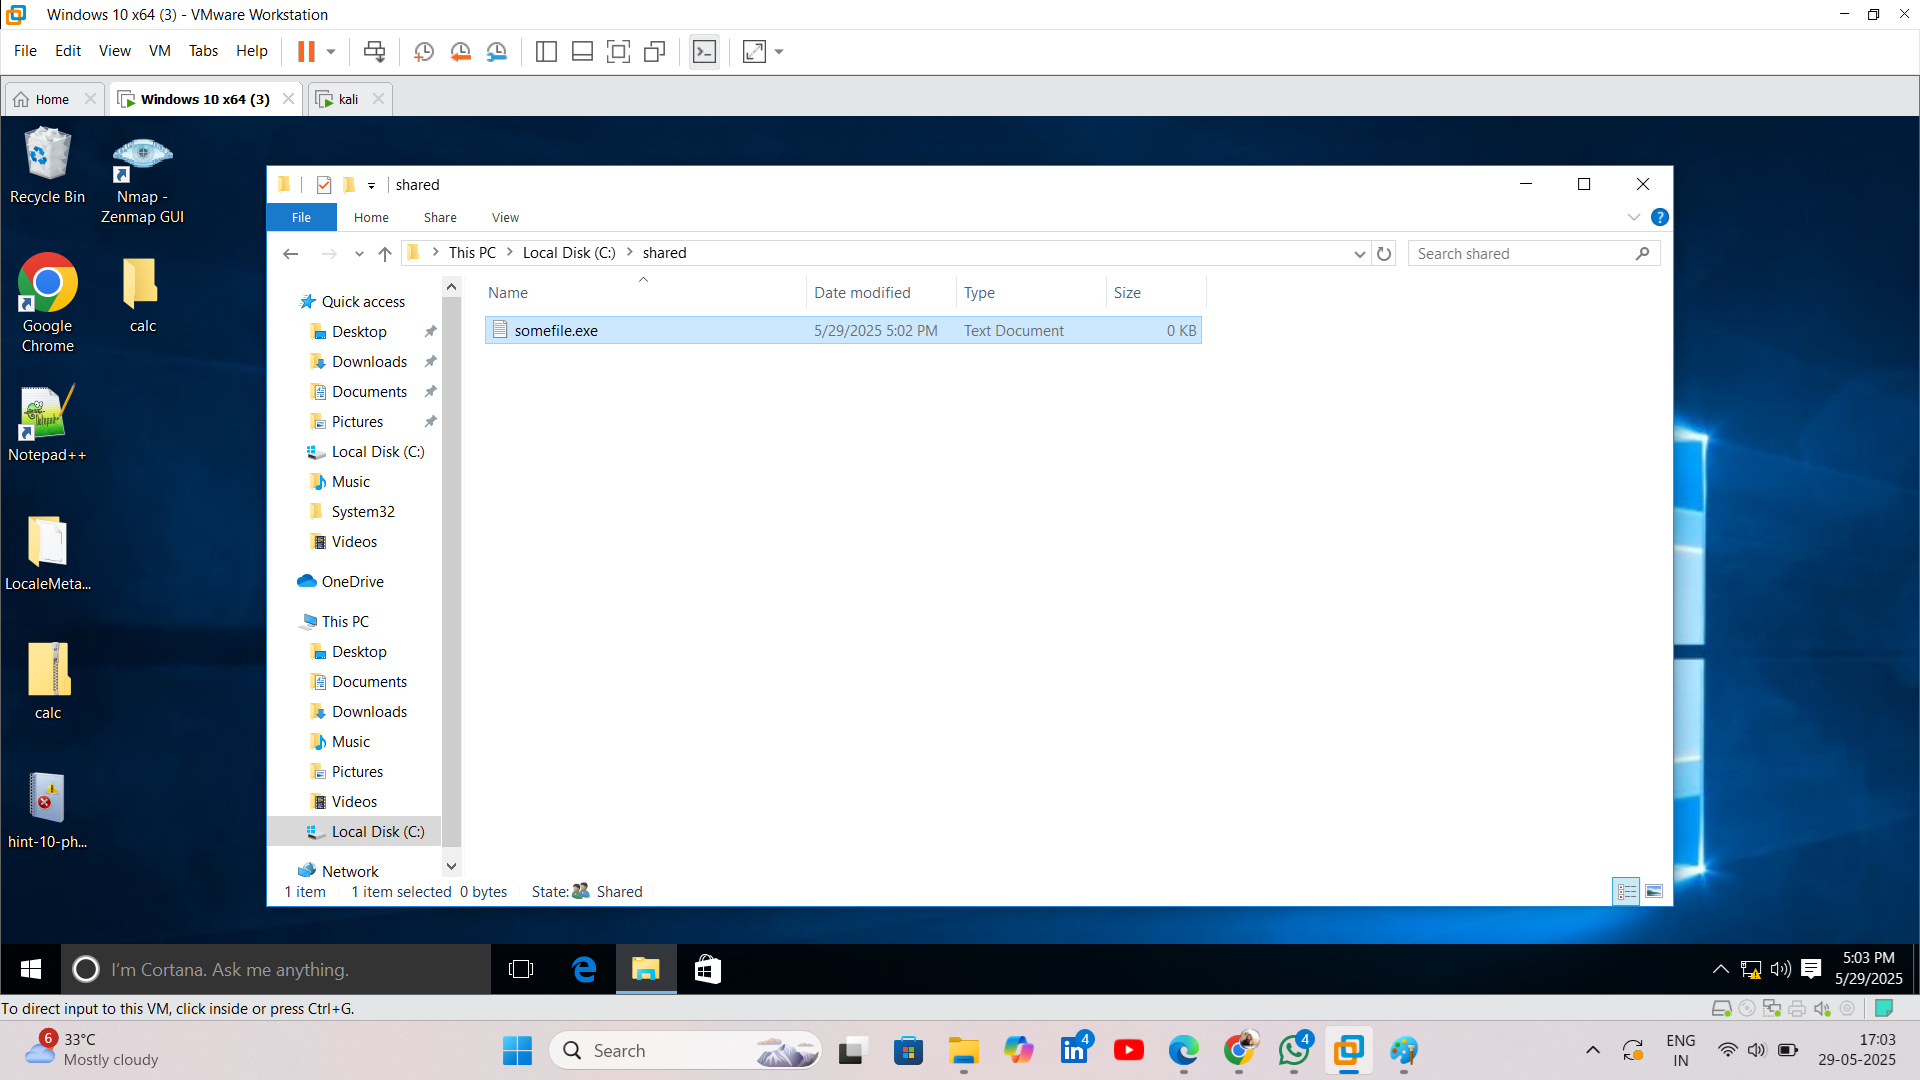 Windows 10 x64 (3) - VMware Workstation
File Edit View VM Tabs Help
Home
Windows 10 x64 (3)
kali
Recycle Bin
Nmap -
Zenmap GUI
Google
Chrome
calc
Notepad++
LocaleMeta...
calc
hint-10-ph...
shared
File Home Share View
This PC
Local Disk (C:)
shared
Search shared
Name Date modified Type Size
somefile.exe 5/29/2025 5:02 PM Text Document 0 KB
Quick access
Desktop
Downloads
Documents
Pictures
Local Disk (C:)
Music
System32
Videos
OneDrive
This PC
Desktop
Documents
Downloads
Music
Pictures
Videos
Local Disk (C:)
Network
1 item 1 item selected 0 bytes State: Shared
I'm Cortana. Ask me anything.
5:03 PM
5/29/2025
To direct input to this VM, click inside or press Ctrl+G.
6
33°C
Mostly cloudy
Search
4
4
ENG
IN
17:03
29-05-2025